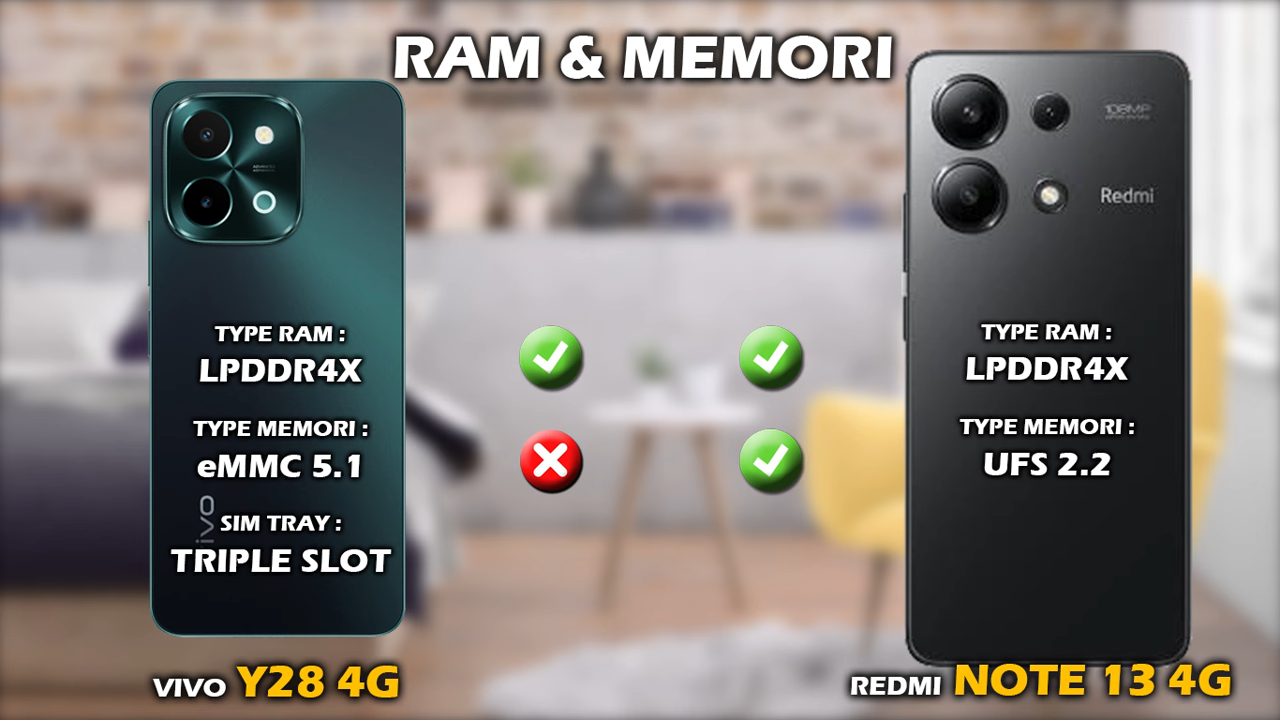 RAM & MEMORI
TYPE RAM :
LPDDR4X
TYPE MEMORI :
eMMC 5.1
SIM TRAY :
TRIPLE SLOT
vivo
VIVO Y28 4G
108MP
Redmi
TYPE RAM :
LPDDR4X
TYPE MEMORI :
UFS 2.2
REDMI NOTE 13 4G